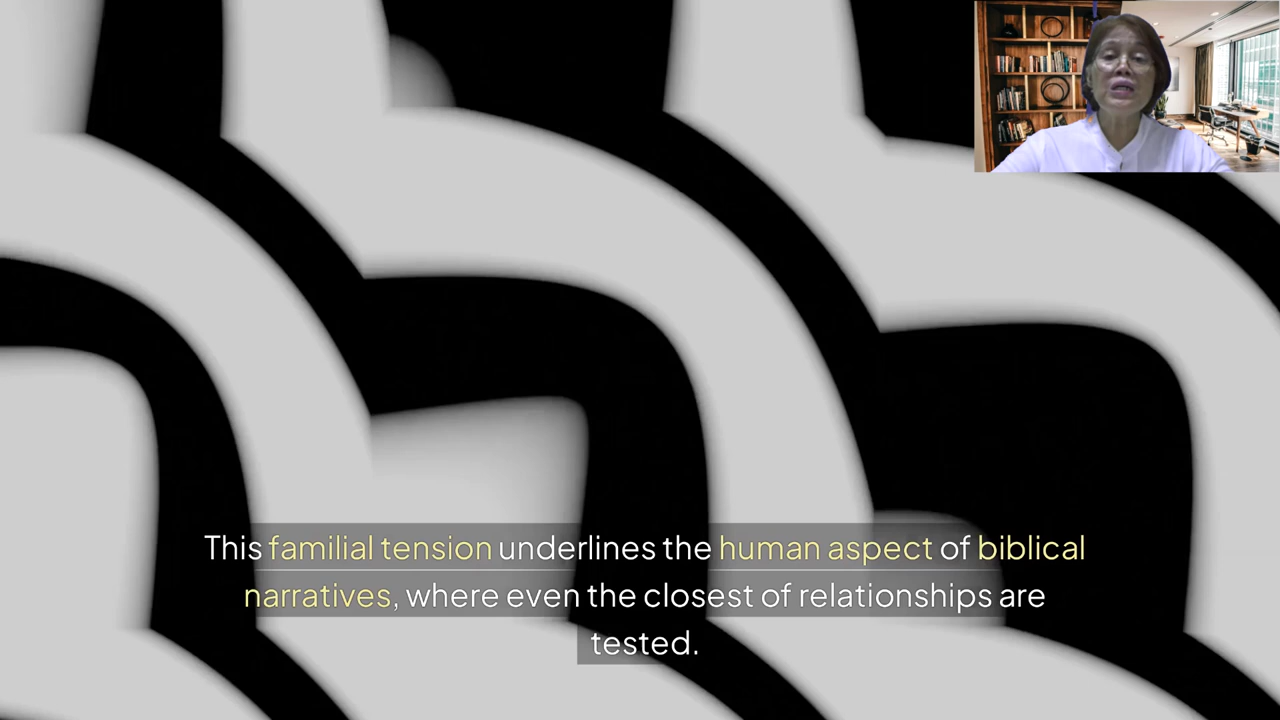 This familial tension underlines the human aspect of biblical
narratives, where even the closest of relationships are
tested.